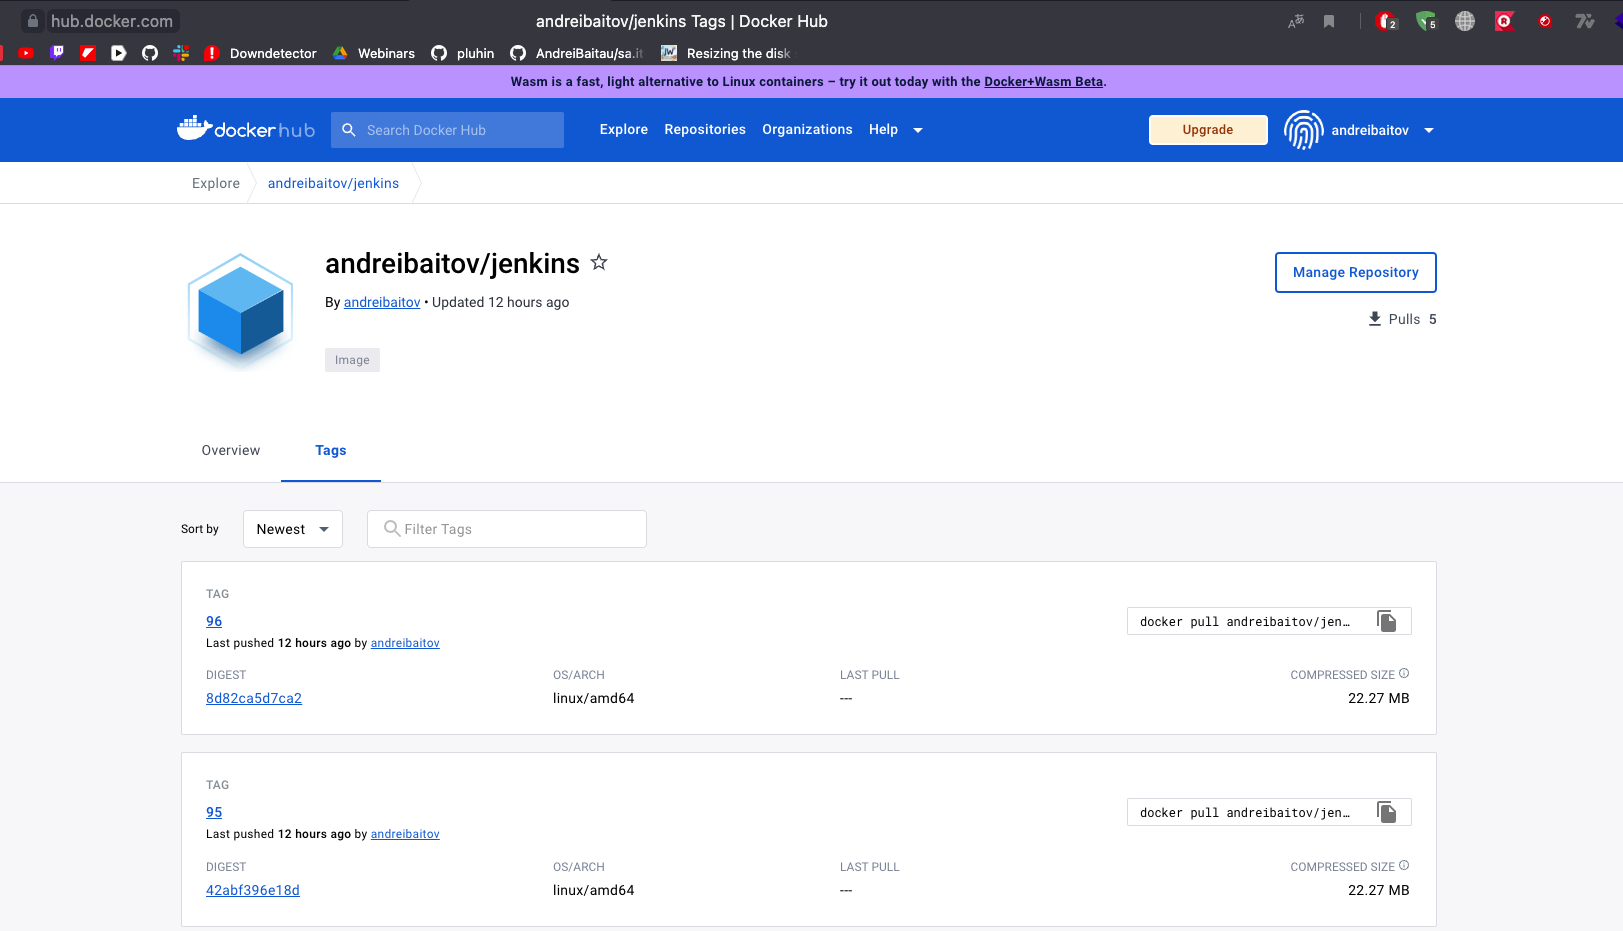 hub.docker.com
andreibaitov/jenkins Tags | Docker Hub
2
5
Downdetector
Webinars
pluhin
AndreiBaitau/sa.it
Resizing the disk
Wasm is a fast, light alternative to Linux containers – try it out today with the Docker+Wasm Beta.
dockerhub
Search Docker Hub
Explore
Repositories
Organizations
Help
Upgrade
andreibaitov
Explore
andreibaitov/jenkins
andreibaitov/jenkins
Manage Repository
By andreibaitov • Updated 12 hours ago
Pulls 5
Image
Overview
Tags
Sort by
Newest
Filter Tags
TAG
96
docker pull andreibaitov/jen…
Last pushed 12 hours ago by andreibaitov
DIGEST
OS/ARCH
LAST PULL
COMPRESSED SIZE
8d82ca5d7ca2
linux/amd64
---
22.27 MB
TAG
95
docker pull andreibaitov/jen…
Last pushed 12 hours ago by andreibaitov
DIGEST
OS/ARCH
LAST PULL
COMPRESSED SIZE
42abf396e18d
linux/amd64
---
22.27 MB